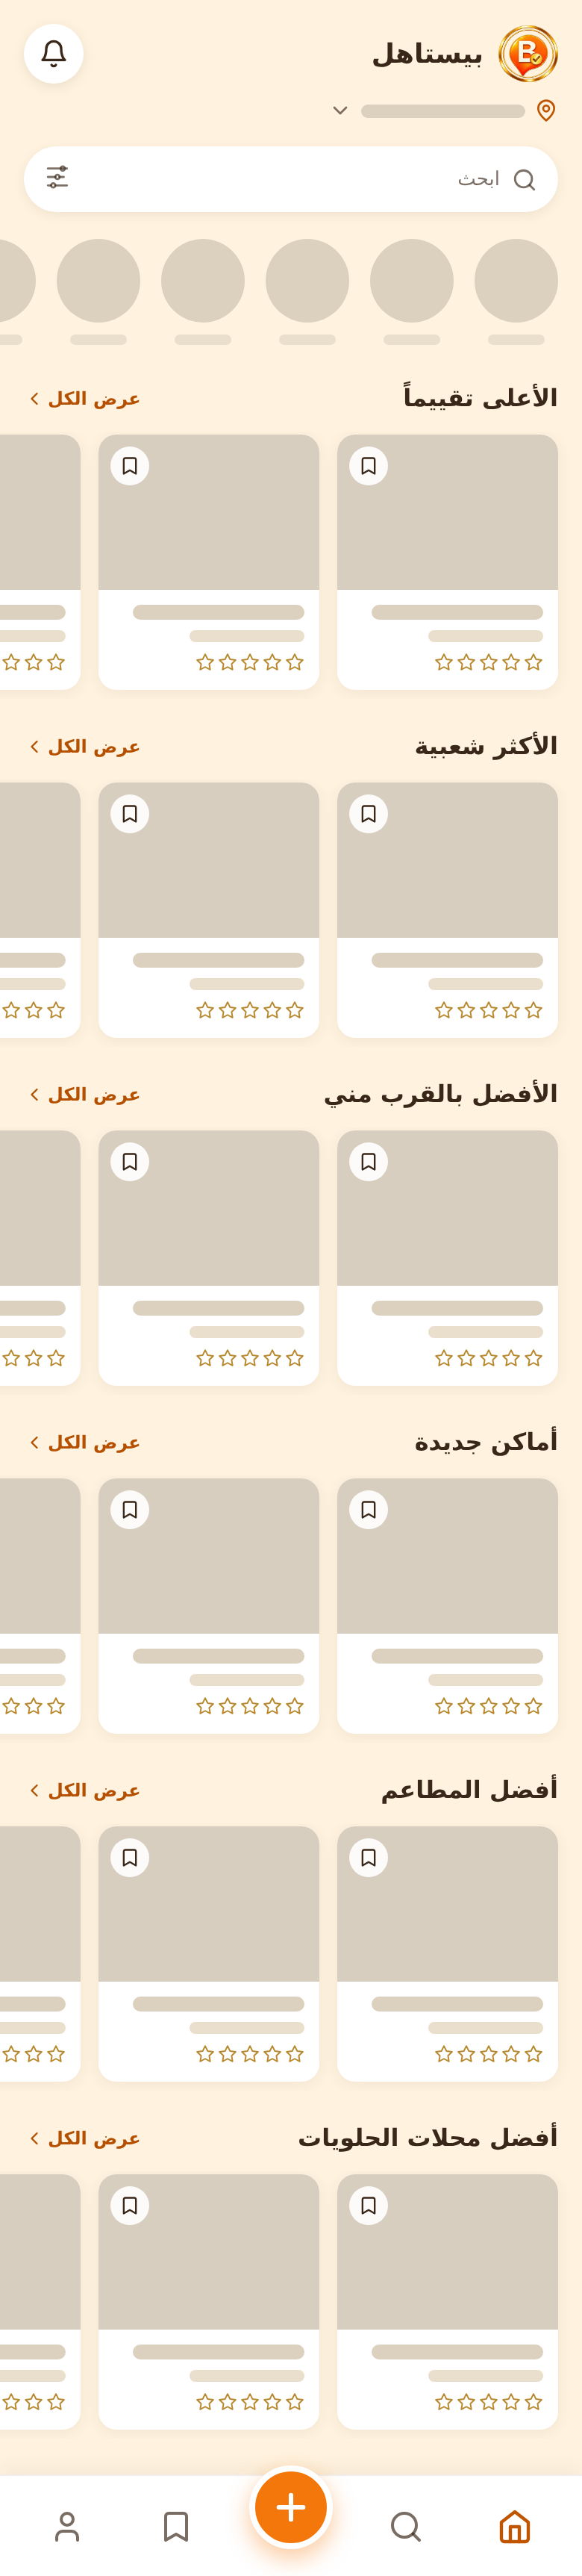 بيستاهل
ابحث
الأعلى تقييماً
عرض الكل
الأكثر شعبية
عرض الكل
الأفضل بالقرب مني
عرض الكل
أماكن جديدة
عرض الكل
أفضل المطاعم
عرض الكل
أفضل محلات الحلويات
عرض الكل